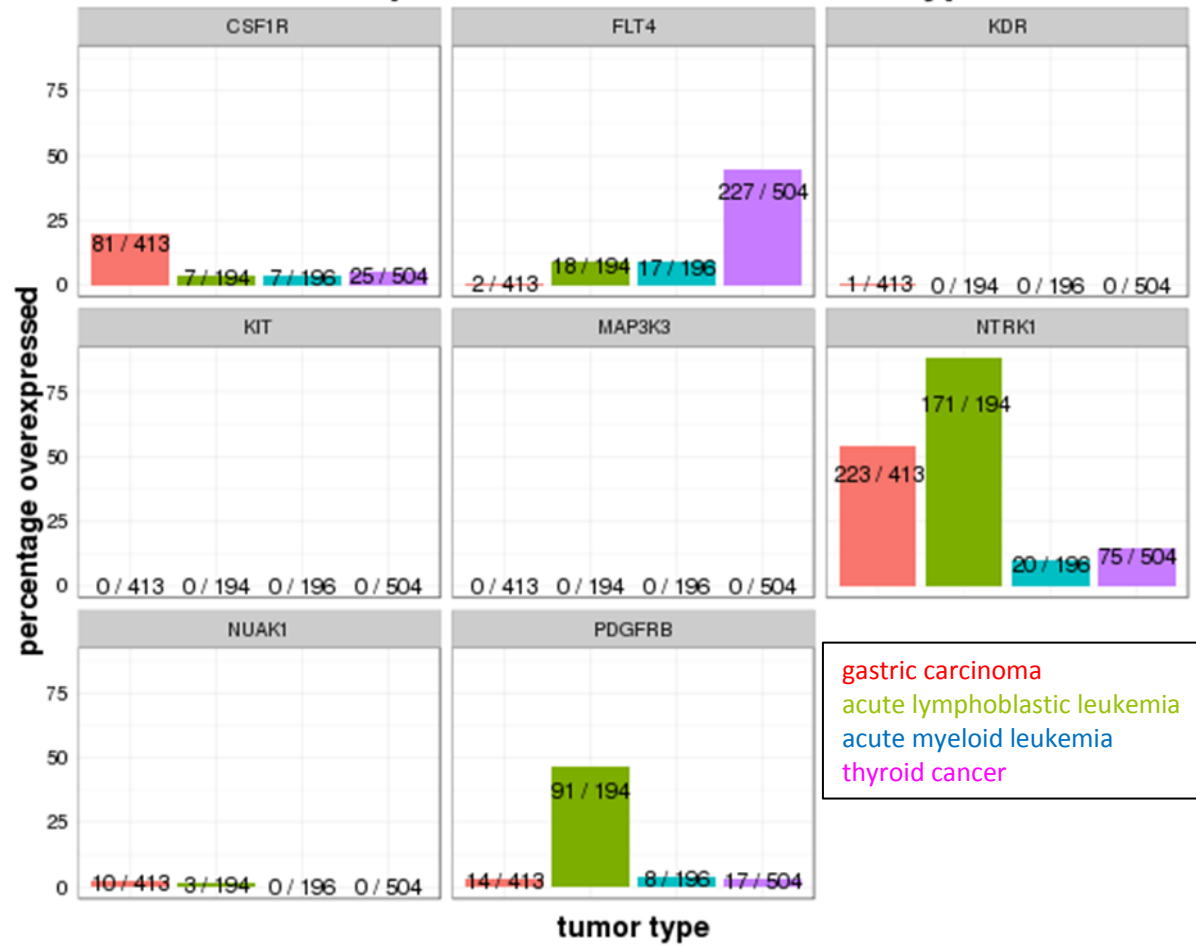 CSF1R FLT4 KDR
75
50
25
0
81 / 413 7 / 194 7 / 196 25 / 504
2 / 413 18 / 194 17 / 196 227 / 504
1 / 413 0 / 194 0 / 196 0 / 504
KIT MAP3K3 NTRK1
75
50
25
0
0 / 413 0 / 194 0 / 196 0 / 504
0 / 413 0 / 194 0 / 196 0 / 504
223 / 413 171 / 194 20 / 196 75 / 504
NUAK1 PDGFRB
75
50
25
0
10 / 413 3 / 194 0 / 196 0 / 504
14 / 413 91 / 194 8 / 196 17 / 504
gastric carcinoma
acute lymphoblastic leukemia
acute myeloid leukemia
thyroid cancer
percentage overexpressed
tumor type